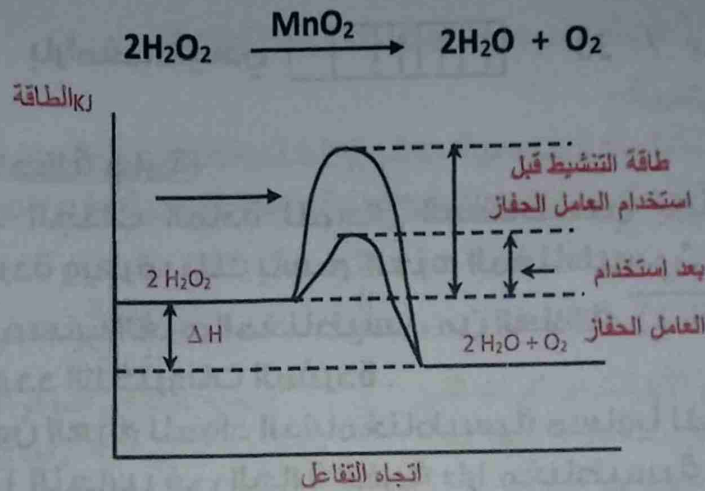 2H₂O₂ MnO₂ 2H₂O + O₂
الطاقةKJ
طاقة التنشيط قبل
استخدام العامل الحفاز
بعد استخدام
العامل الحفاز
2 H₂O₂
ΔH
2 H₂O + O₂
اتجاه التفاعل